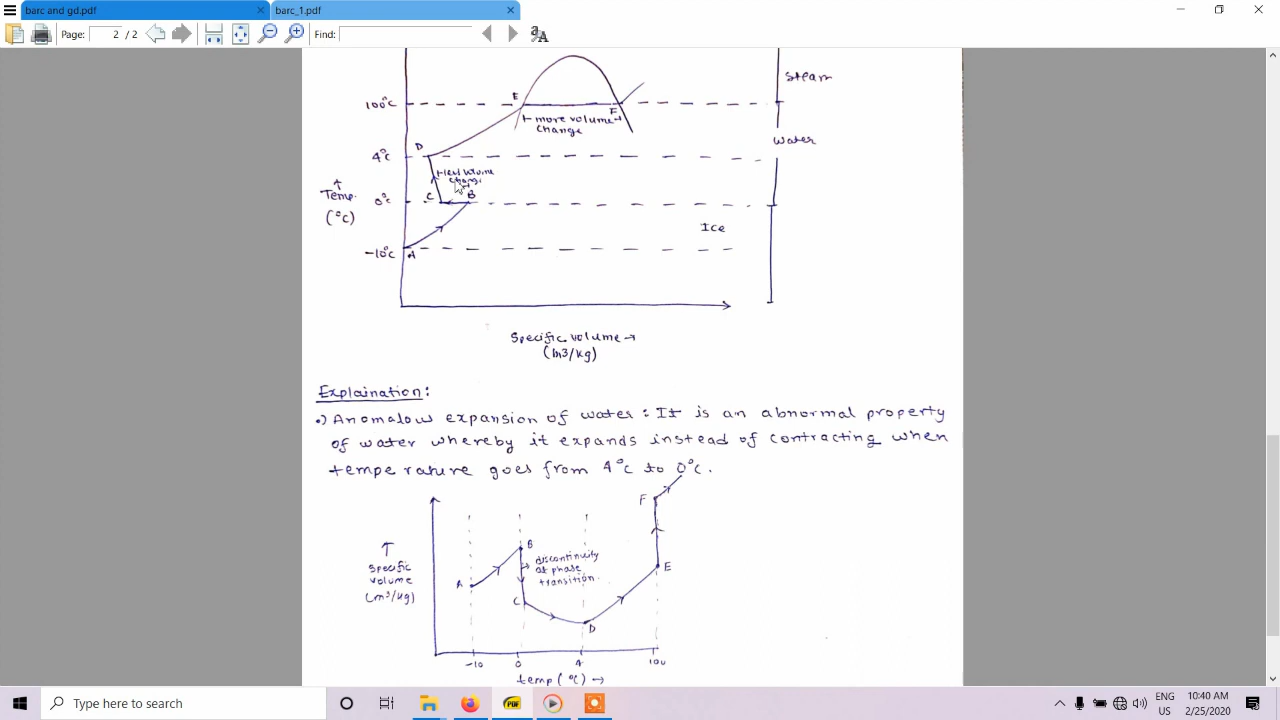 barc and gd.pdf
barc_1.pdf
Page: 2 / 2
Find:
Steam
E
100°C
F
more volume
change
Water
D
4°C
change
↑
Temp.
(°C)
C
B
0°C
Ice
-10°C
A
Specific volume →
(m3/kg)
Explaination:
•) Anomalow expansion of water: It is an abnormal property
of water whereby it expands instead of contracting when
temperature goes from 4°C to 0°C.
F
B
↑
specific
volume
(m³/kg)
discontinuity
at phase
transition.
E
A
C
D
-10 0 4 100
temp(°C) →
Type here to search
PDF
ENG
US
10:40 AM
2/25/2020